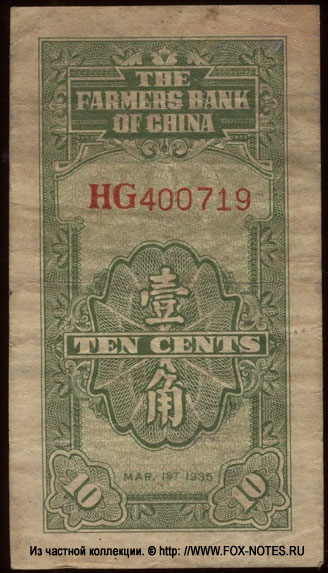 THE
FARMERS BANK
OF CHINA
HG400719
壹
TEN CENTS
角
MAR. 1ST 1935
10 10
Из частной коллекции. © http: //WWW.FOX-NOTES.RU